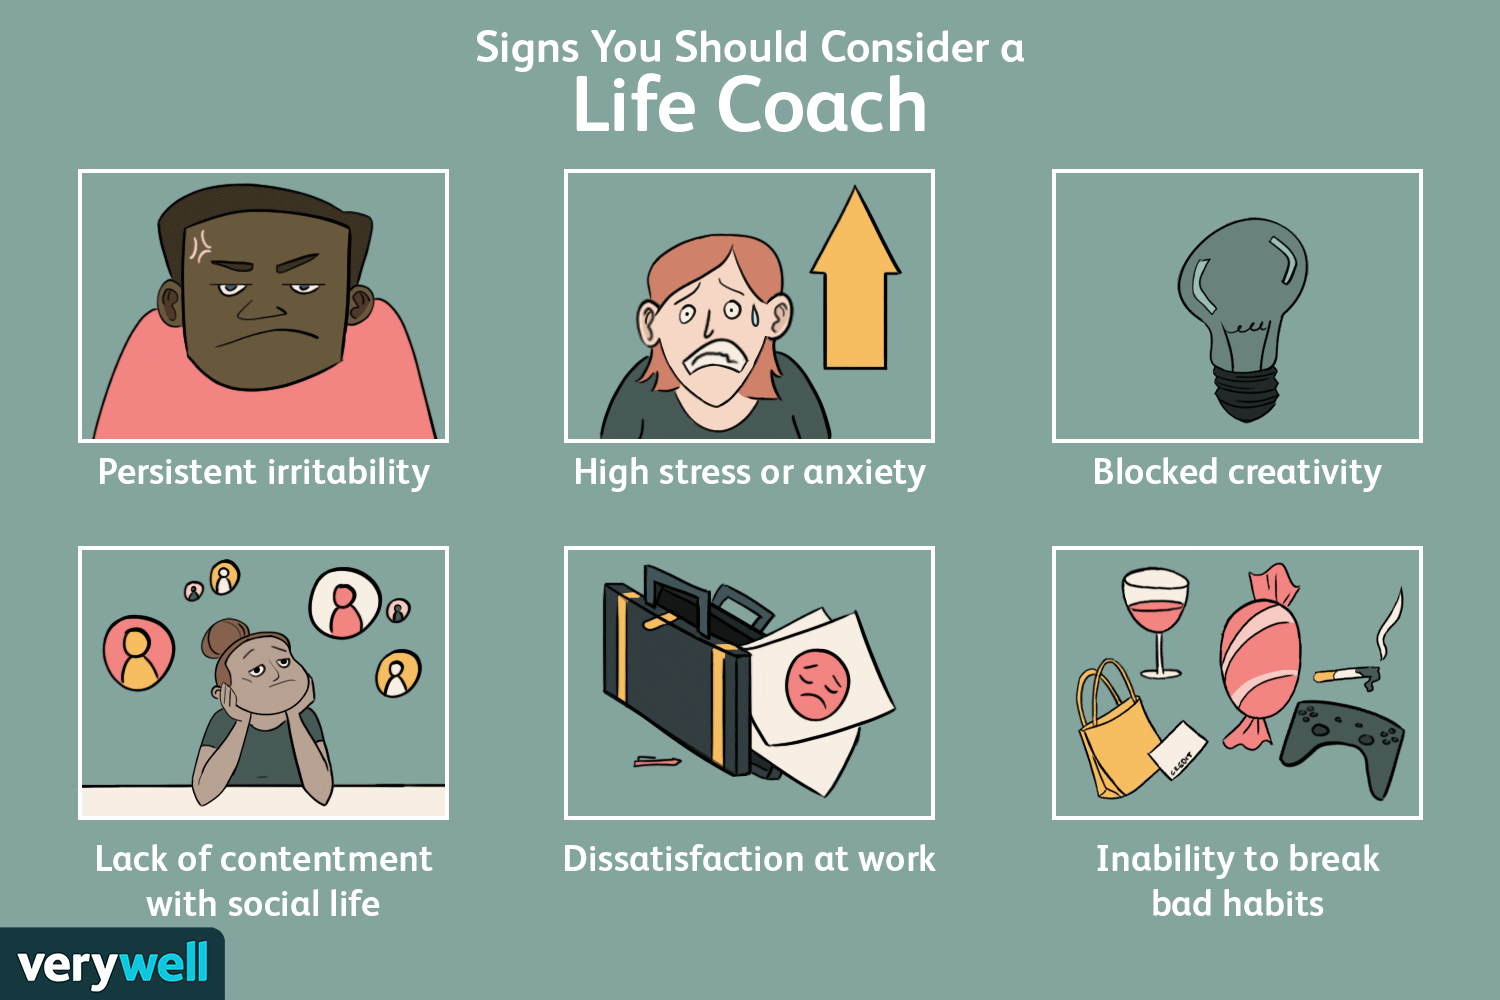 Signs You Should Consider a
Life Coach
Persistent irritability
High stress or anxiety
Blocked creativity
CREDIT
Lack of contentment
with social life
Dissatisfaction at work
Inability to break
bad habits
verywell